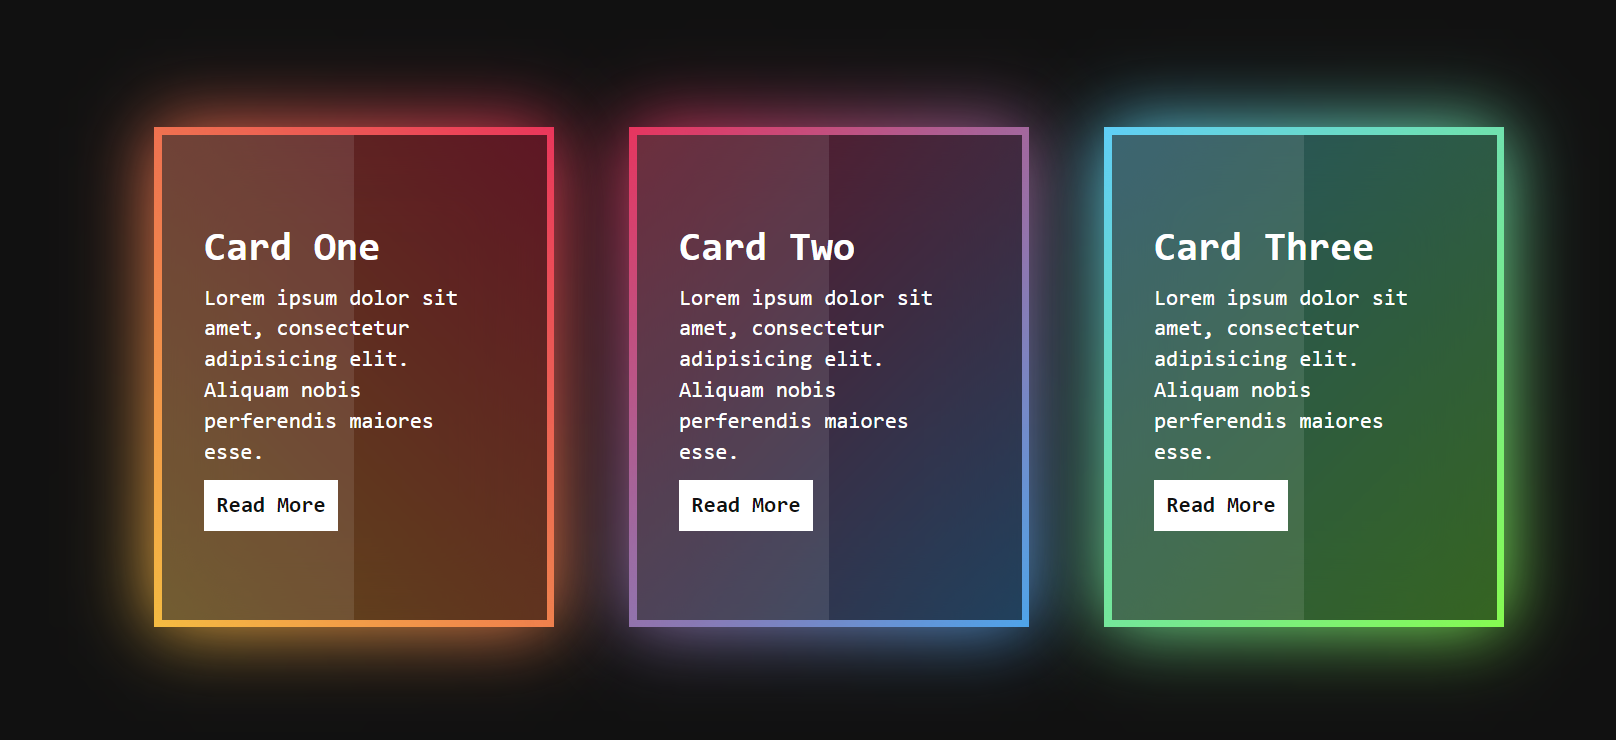 Card One
Lorem ipsum dolor sit
amet, consectetur
adipisicing elit.
Aliquam nobis
perferendis maiores
esse.
Read More
Card Two
Lorem ipsum dolor sit
amet, consectetur
adipisicing elit.
Aliquam nobis
perferendis maiores
esse.
Read More
Card Three
Lorem ipsum dolor sit
amet, consectetur
adipisicing elit.
Aliquam nobis
perferendis maiores
esse.
Read More